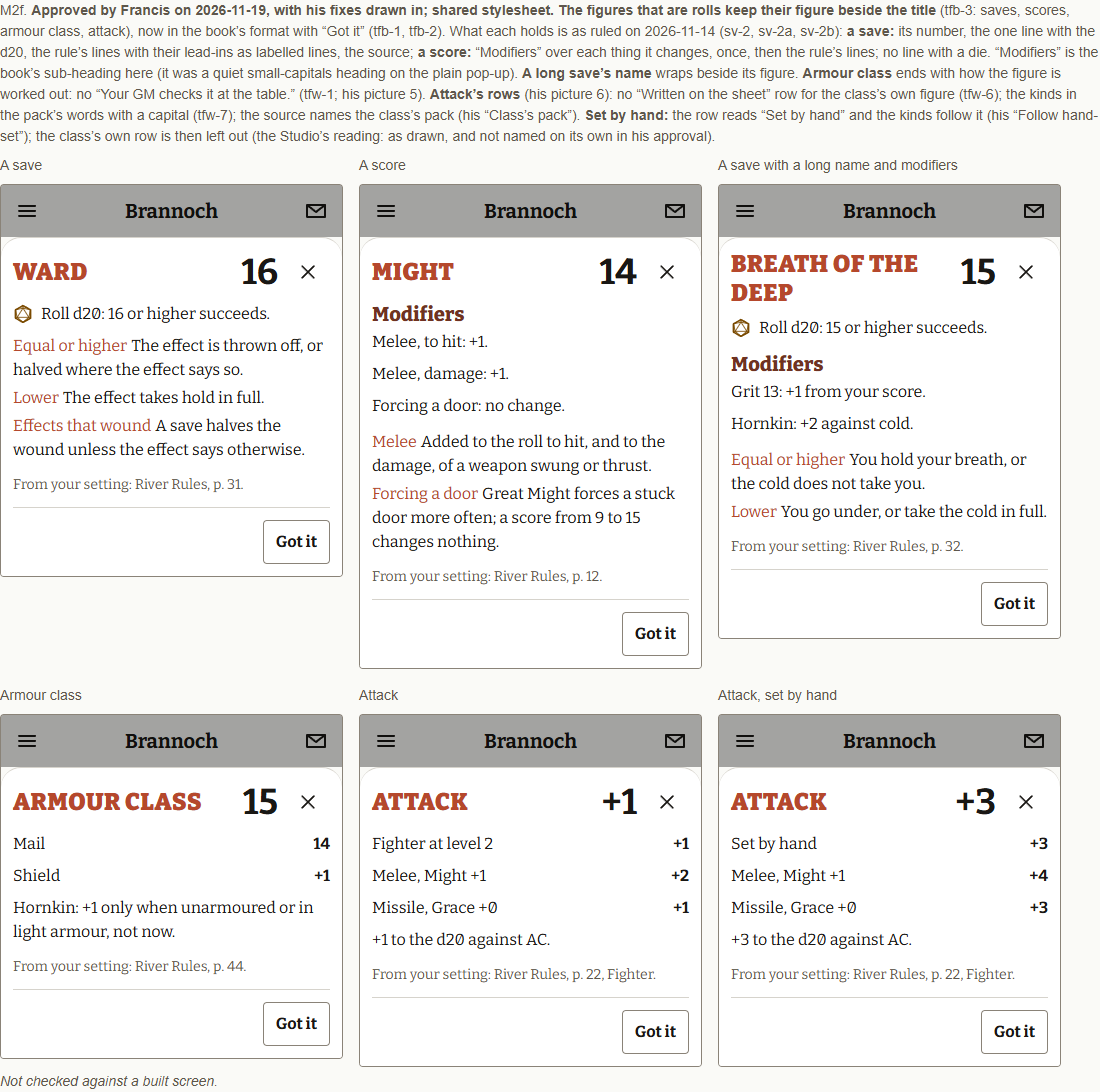 M2f. Approved by Francis on 2026-11-19, with his fixes drawn in; shared stylesheet. The figures that are rolls keep their figure beside the title (tfb-3: saves, scores,
armour class, attack), now in the book's format with “Got it” (tfb-1, tfb-2). What each holds is as ruled on 2026-11-14 (sv-2, sv-2a, sv-2b): a save: its number, the one line with the
d20, the rule's lines with their lead-ins as labelled lines, the source; a score: “Modifiers” over each thing it changes, once, then the rule's lines; no line with a die. “Modifiers” is the
book's sub-heading here (it was a quiet small-capitals heading on the plain pop-up). A long save's name wraps beside its figure. Armour class ends with how the figure is
worked out: no “Your GM checks it at the table.” (tfw-1; his picture 5). Attack's rows (his picture 6): no “Written on the sheet” row for the class's own figure (tfw-6); the kinds in
the pack's words with a capital (tfw-7); the source names the class's pack (his “Class's pack”). Set by hand: the row reads “Set by hand” and the kinds follow it (his “Follow hand-
set”); the class's own row is then left out (the Studio's reading: as drawn, and not named on its own in his approval).
A save
Brannoch
WARD 16
Roll d20: 16 or higher succeeds.
Equal or higher The effect is thrown off, or
halved where the effect says so.
Lower The effect takes hold in full.
Effects that wound A save halves the
wound unless the effect says otherwise.
From your setting: River Rules, p. 31.
Got it
A score
Brannoch
MIGHT 14
Modifiers
Melee, to hit: +1.
Melee, damage: +1.
Forcing a door: no change.
Melee Added to the roll to hit, and to the
damage, of a weapon swung or thrust.
Forcing a door Great Might forces a stuck
door more often; a score from 9 to 15
changes nothing.
From your setting: River Rules, p. 12.
Got it
A save with a long name and modifiers
Brannoch
BREATH OF THE
DEEP 15
Roll d20: 15 or higher succeeds.
Modifiers
Grit 13: +1 from your score.
Hornkin: +2 against cold.
Equal or higher You hold your breath, or
the cold does not take you.
Lower You go under, or take the cold in full.
From your setting: River Rules, p. 32.
Got it
Armour class
Brannoch
ARMOUR CLASS 15
Mail 14
Shield +1
Hornkin: +1 only when unarmoured or in
light armour, not now.
From your setting: River Rules, p. 44.
Got it
Attack
Brannoch
ATTACK +1
Fighter at level 2 +1
Melee, Might +1 +2
Missile, Grace +0 +1
+1 to the d20 against AC.
From your setting: River Rules, p. 22, Fighter.
Got it
Attack, set by hand
Brannoch
ATTACK +3
Set by hand +3
Melee, Might +1 +4
Missile, Grace +0 +3
+3 to the d20 against AC.
From your setting: River Rules, p. 22, Fighter.
Got it
Not checked against a built screen.